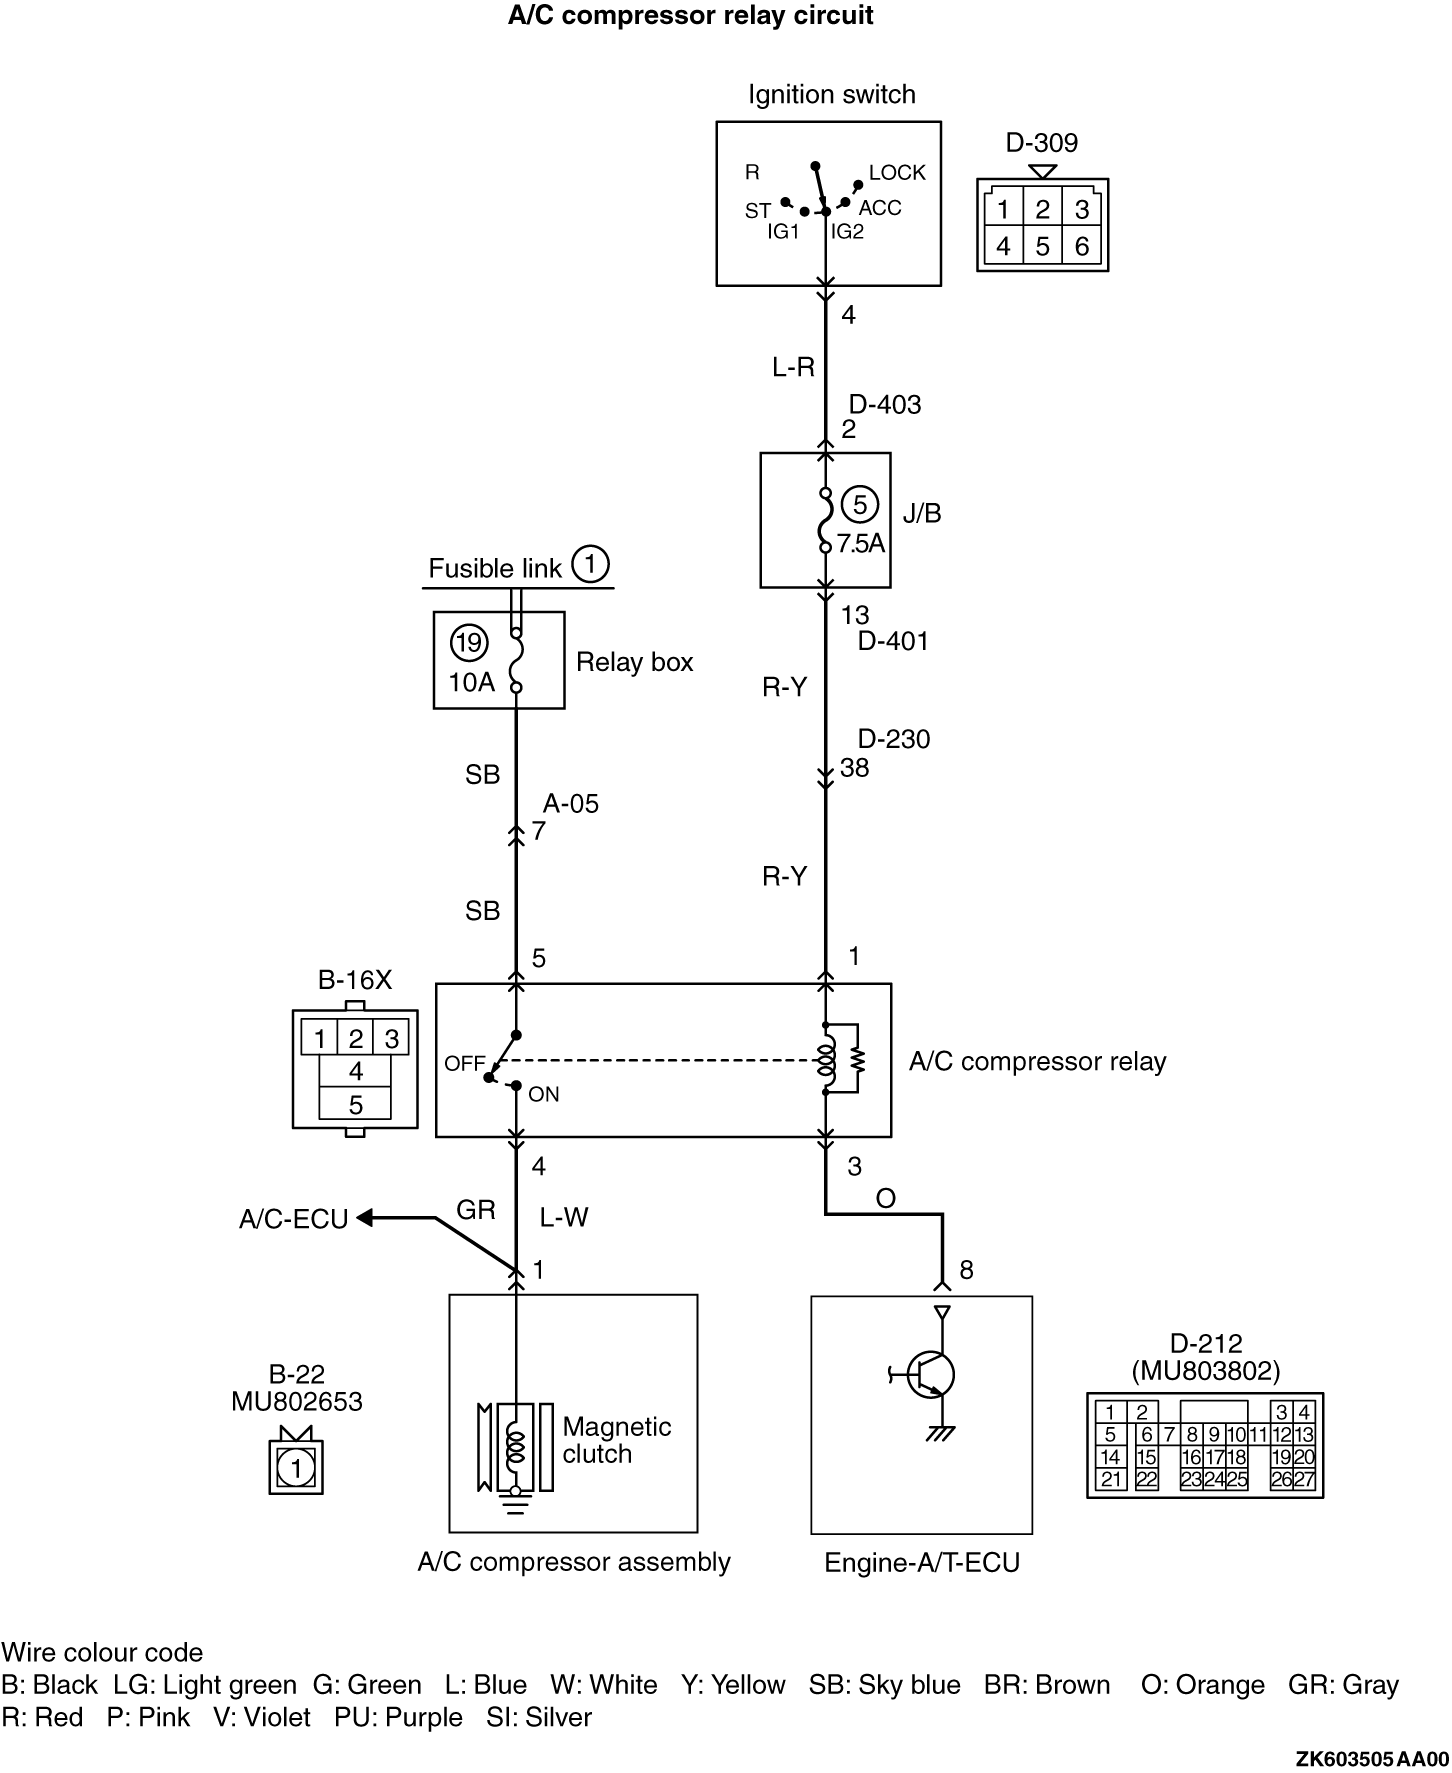 A/C compressor relay circuit
Ignition switch
D-309
R
LOCK
ST
ACC
IG1
IG2
1 2 3
4 5 6
4
L-R
D-403
2
5
7.5A
J/B
Fusible link 1
19
10A
Relay box
13
D-401
R-Y
D-230
38
SB
A-05
7
R-Y
SB
5
1
B-16X
1 2 3
4
5
OFF
ON
A/C compressor relay
4
3
GR
L-W
O
A/C-ECU
1
8
B-22
MU802653
1
Magnetic
clutch
D-212
(MU803802)
1 2 3 4
5 6 7 8 9 10 11 12 13
14 15 16 17 18 19 20
21 22 23 24 25 26 27
A/C compressor assembly
Engine-A/T-ECU
Wire colour code
B: Black LG: Light green G: Green L: Blue W: White Y: Yellow SB: Sky blue BR: Brown O: Orange GR: Gray
R: Red P: Pink V: Violet PU: Purple SI: Silver
ZK603505AA00